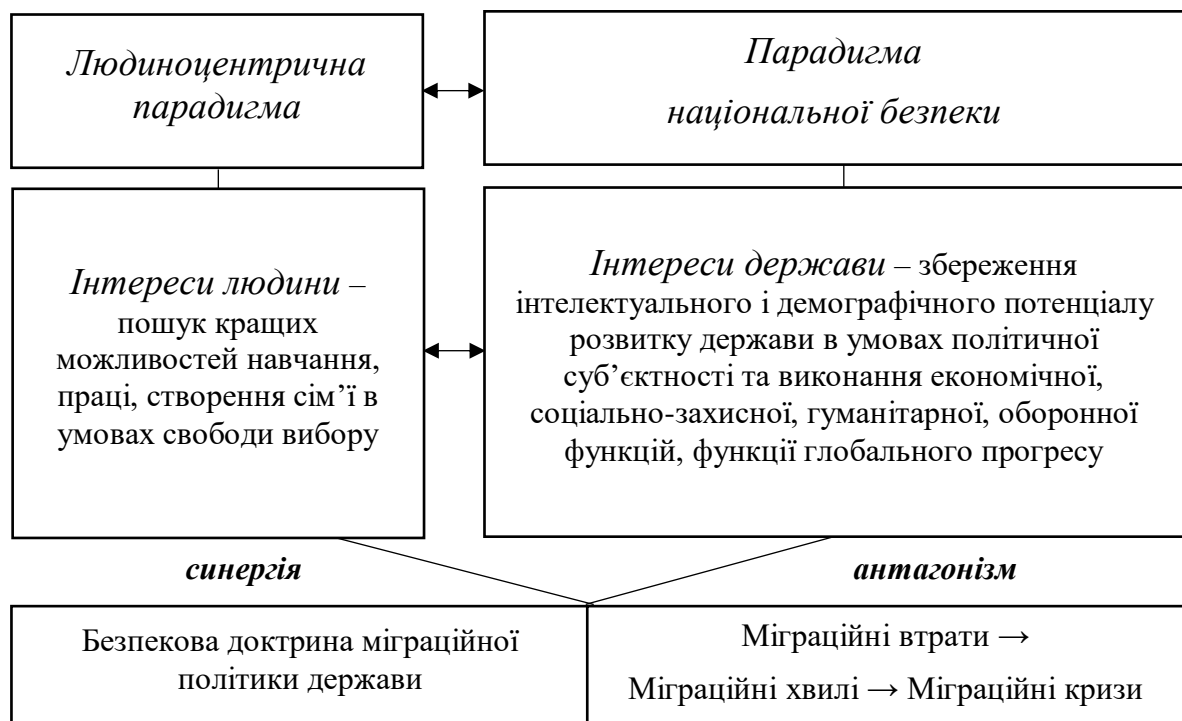 Людиноцентрична
парадигма
Парадигма
національної безпеки
Інтереси людини –
пошук кращих
можливостей навчання,
праці, створення сім’ї в
умовах свободи вибору
Інтереси держави – збереження
інтелектуального і демографічного потенціалу
розвитку держави в умовах політичної
суб’єктності та виконання економічної,
соціально-захисної, гуманітарної, оборонної
функцій, функції глобального прогресу
синергія
антагонізм
Безпекова доктрина міграційної
політики держави
Міграційні втрати →
Міграційні хвилі → Міграційні кризи